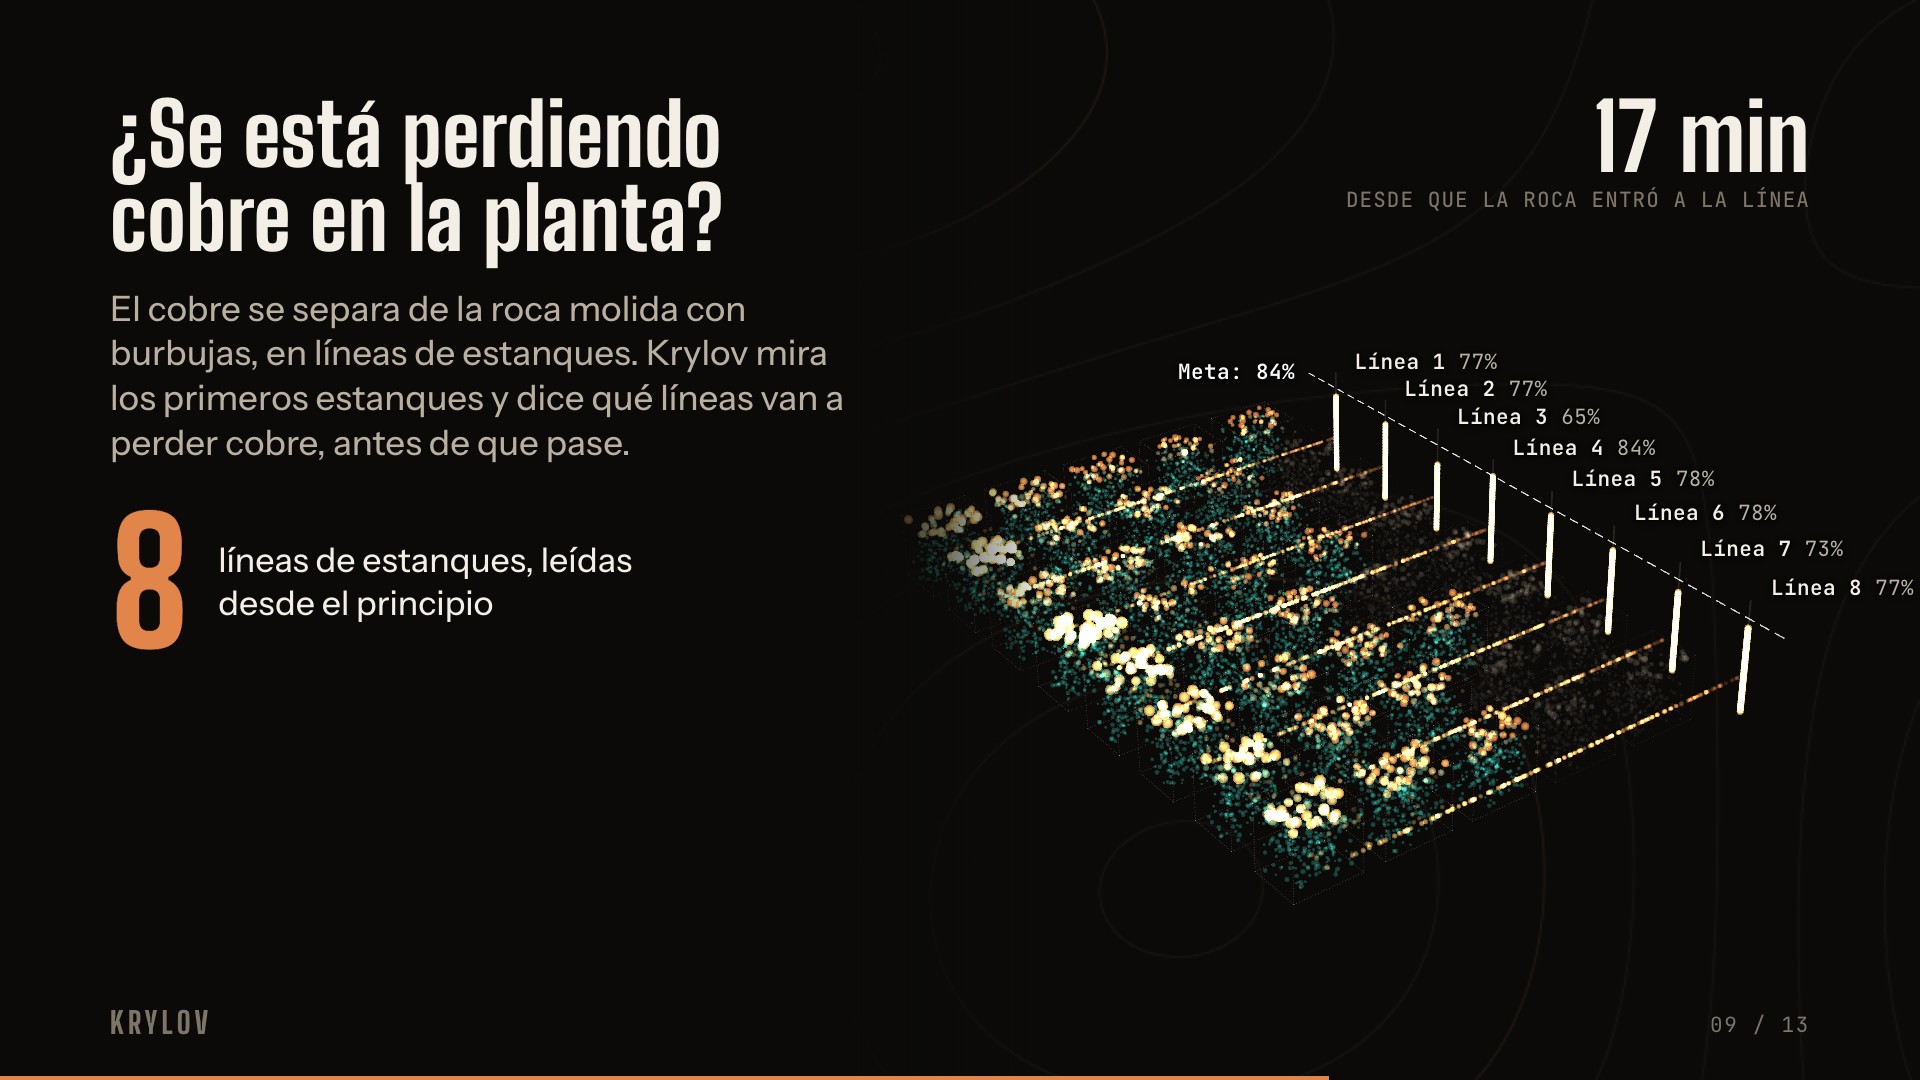 ¿Se está perdiendo
cobre en la planta?
El cobre se separa de la roca molida con
burbujas, en líneas de estanques. Krylov mira
los primeros estanques y dice qué líneas van a
perder cobre, antes de que pase.
8
líneas de estanques, leídas
desde el principio
17 min
DESDE QUE LA ROCA ENTRÓ A LA LÍNEA
Meta: 84%
Línea 1 77%
Línea 2 77%
Línea 3 65%
Línea 4 84%
Línea 5 78%
Línea 6 78%
Línea 7 73%
Línea 8 77%
KRYLOV
09 / 13